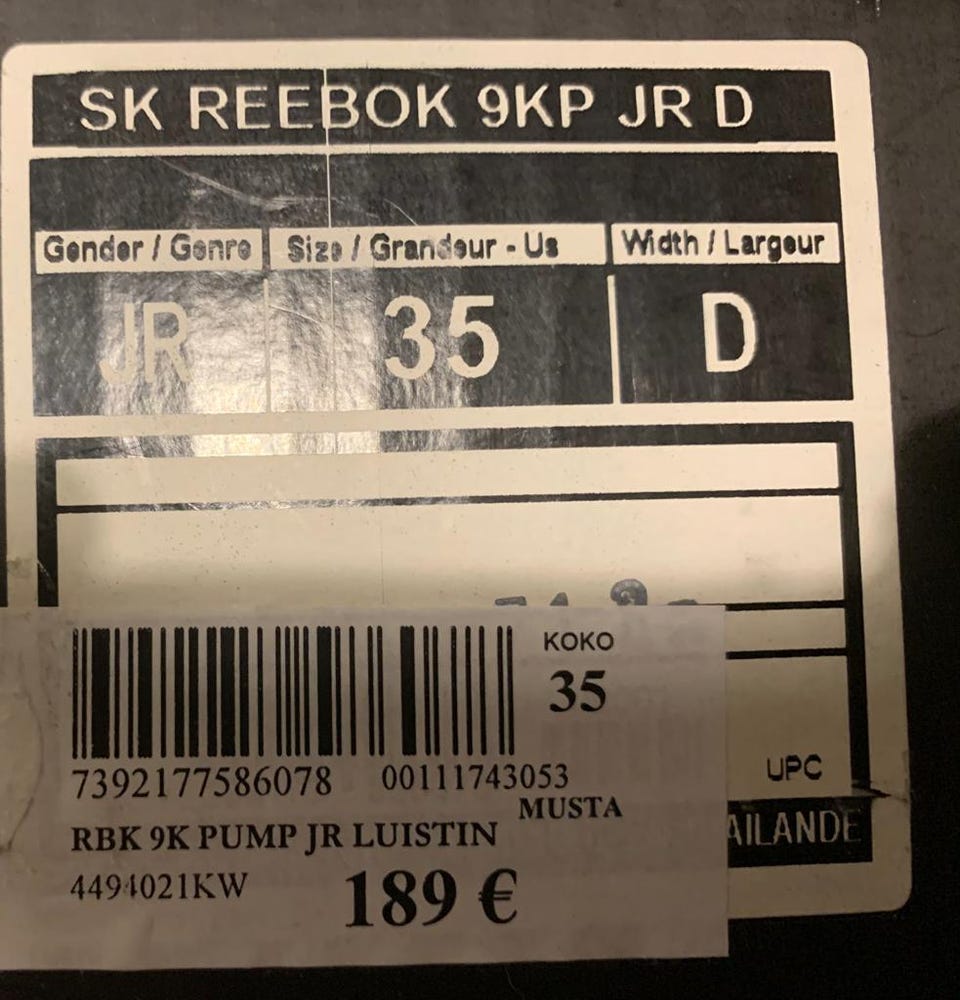 SK REEBOK 9KP JR D
Gender / Genre Size / Grandeur - Us Width / Largeur
JR 35 D
KOKO
35
7392177586078 00111743053
MUSTA
RBK 9K PUMP JR LUISTIN
4494021KW 189 €
UPC
AILANDE